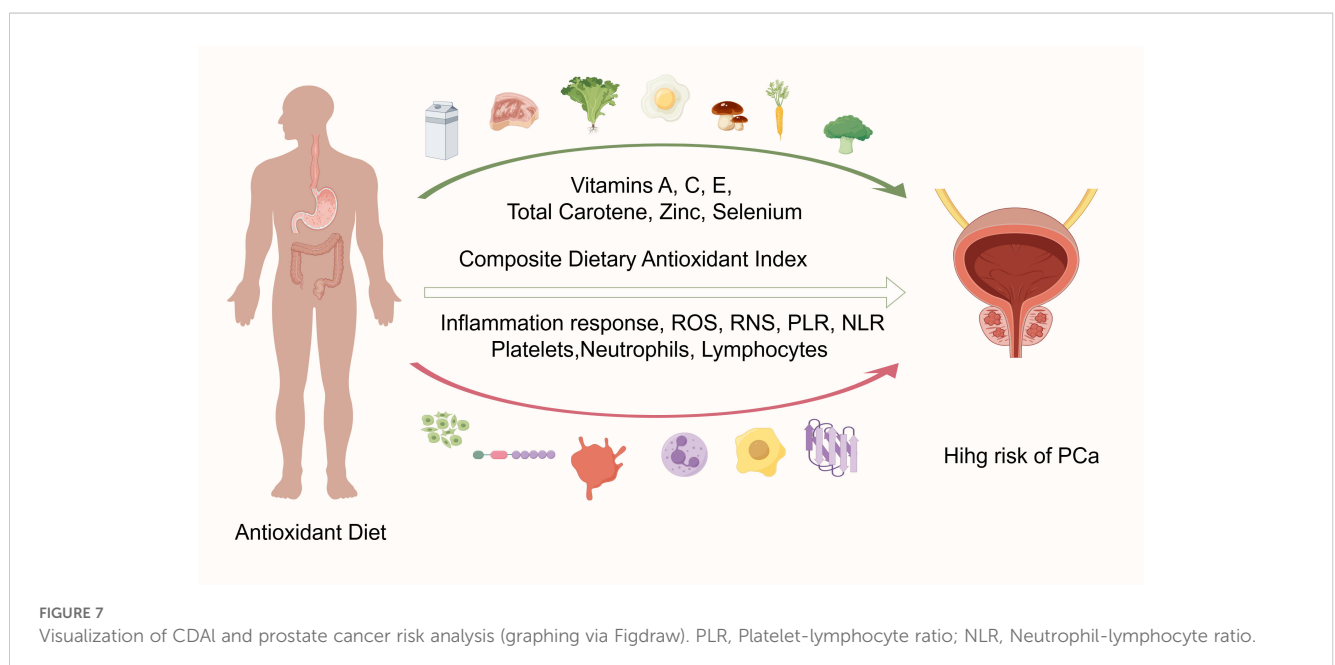 Vitamins A, C, E,
Total Carotene, Zinc, Selenium
Composite Dietary Antioxidant Index
Inflammation response, ROS, RNS, PLR, NLR
Platelets,Neutrophils, Lymphocytes
Hihg risk of PCa
Antioxidant Diet
FIGURE 7
Visualization of CDAl and prostate cancer risk analysis (graphing via Figdraw). PLR, Platelet-lymphocyte ratio; NLR, Neutrophil-lymphocyte ratio.